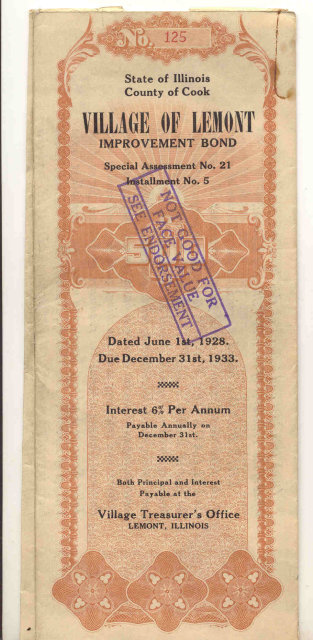 No. 125
State of Illinois
County of Cook
VILLAGE OF LEMONT
IMPROVEMENT BOND
Special Assessment No. 21
Installment No. 5
NOT GOOD FOR
FACE VALUE
SEE ENDORSEMENT
Dated June 1st, 1928.
Due December 31st, 1933.
Interest 6% Per Annum
Payable Annually on
December 31st.
Both Principal and Interest
Payable at the
Village Treasurer's Office
LEMONT, ILLINOIS